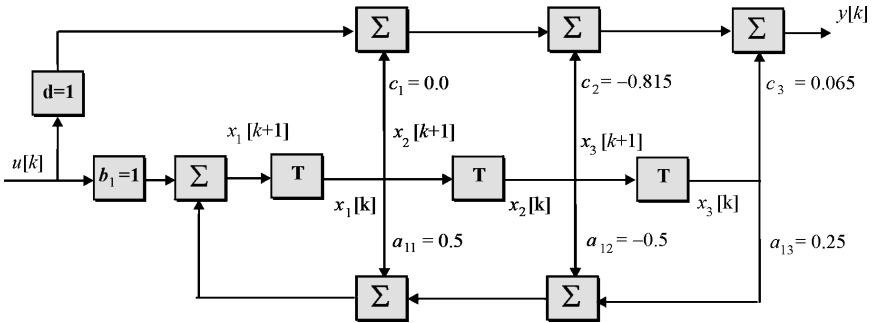 y[k]
Σ Σ Σ
d=1
c₁ = 0.0 c₂ = −0.815 c₃ = 0.065
x₁[k+1] x₂[k+1] x₃[k+1]
u[k]
b₁=1 Σ T T T
x₁[k] x₂[k] x₃[k]
a₁₁ = 0.5 a₁₂ = −0.5 a₁₃ = 0.25
Σ Σ